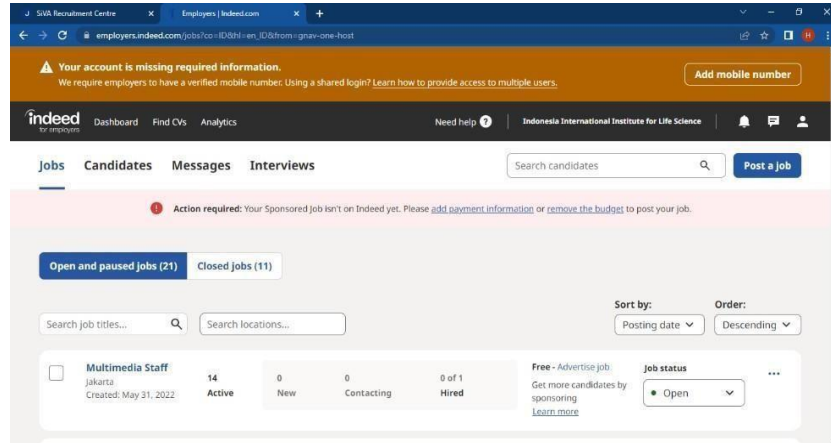 SiVA Recruitment Centre
Employers | Indeed.com
employers.indeed.com/jobs?co=ID&hl=en_ID&from=gnav-one-host
H
Your account is missing required information.
We require employers to have a verified mobile number. Using a shared login? Learn how to provide access to multiple users.
Add mobile number
indeed
for employers
Dashboard Find CVs Analytics
Need help ?
Indonesia International Institute for Life Science
Jobs Candidates Messages Interviews
Search candidates
Post a job
Action required: Your Sponsored Job isn't on Indeed yet. Please add payment information or remove the budget to post your job.
Open and paused jobs (21) Closed jobs (11)
Sort by: Order:
Search job titles... Search locations... Posting date Descending
Multimedia Staff
Jakarta
Created: May 31, 2022
14
Active
0
New
0
Contacting
0 of 1
Hired
Free - Advertise job
Get more candidates by
sponsoring
Learn more
Job status
Open